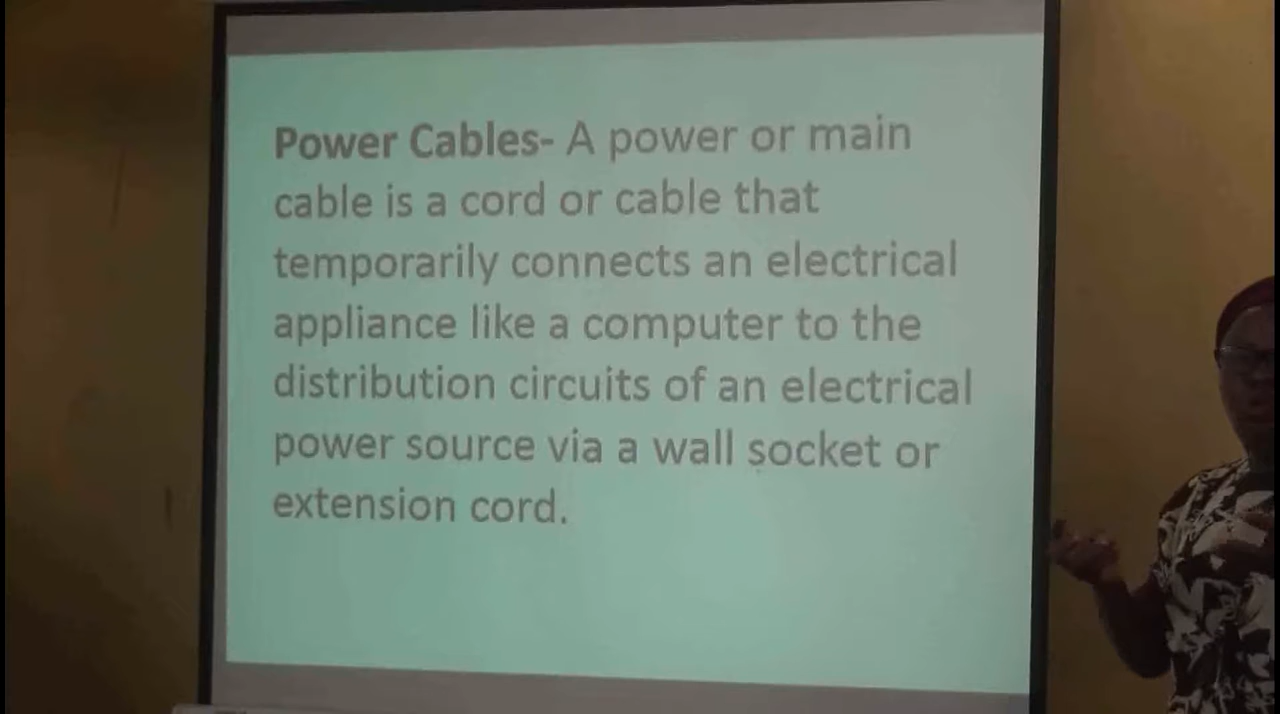 Power Cables- A power or main
cable is a cord or cable that
temporarily connects an electrical
appliance like a computer to the
distribution circuits of an electrical
power source via a wall socket or
extension cord.